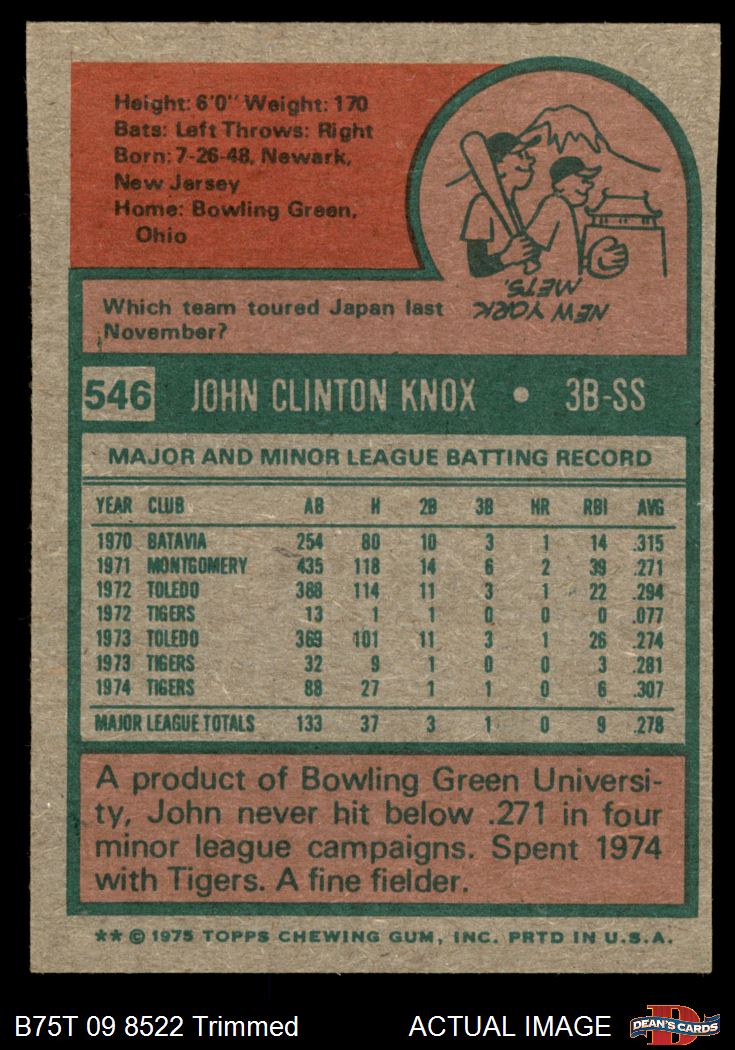 Height: 6'0" Weight: 170
Bats: Left Throws: Right
Born: 7-26-48, Newark,
New Jersey
Home: Bowling Green,
Ohio
Which team toured Japan last
November?
NEW YORK
METS.
546 JOHN CLINTON KNOX • 3B-SS
MAJOR AND MINOR LEAGUE BATTING RECORD
YEAR CLUB AB H 2B 3B HR RBI AVG
1970 BATAVIA 254 80 10 3 1 14 .315
1971 MONTGOMERY 435 118 14 6 2 39 .271
1972 TOLEDO 388 114 11 3 1 22 .294
1972 TIGERS 13 1 1 0 0 0 .077
1973 TOLEDO 369 101 11 3 1 26 .274
1973 TIGERS 32 9 1 0 0 3 .281
1974 TIGERS 88 27 1 1 0 6 .307
MAJOR LEAGUE TOTALS 133 37 3 1 0 9 .278
A product of Bowling Green Universi-
ty, John never hit below .271 in four
minor league campaigns. Spent 1974
with Tigers. A fine fielder.
** © 1975 TOPPS CHEWING GUM, INC. PRTD IN U.S.A.
B75T 09 8522 Trimmed ACTUAL IMAGE DEAN'S CARDS